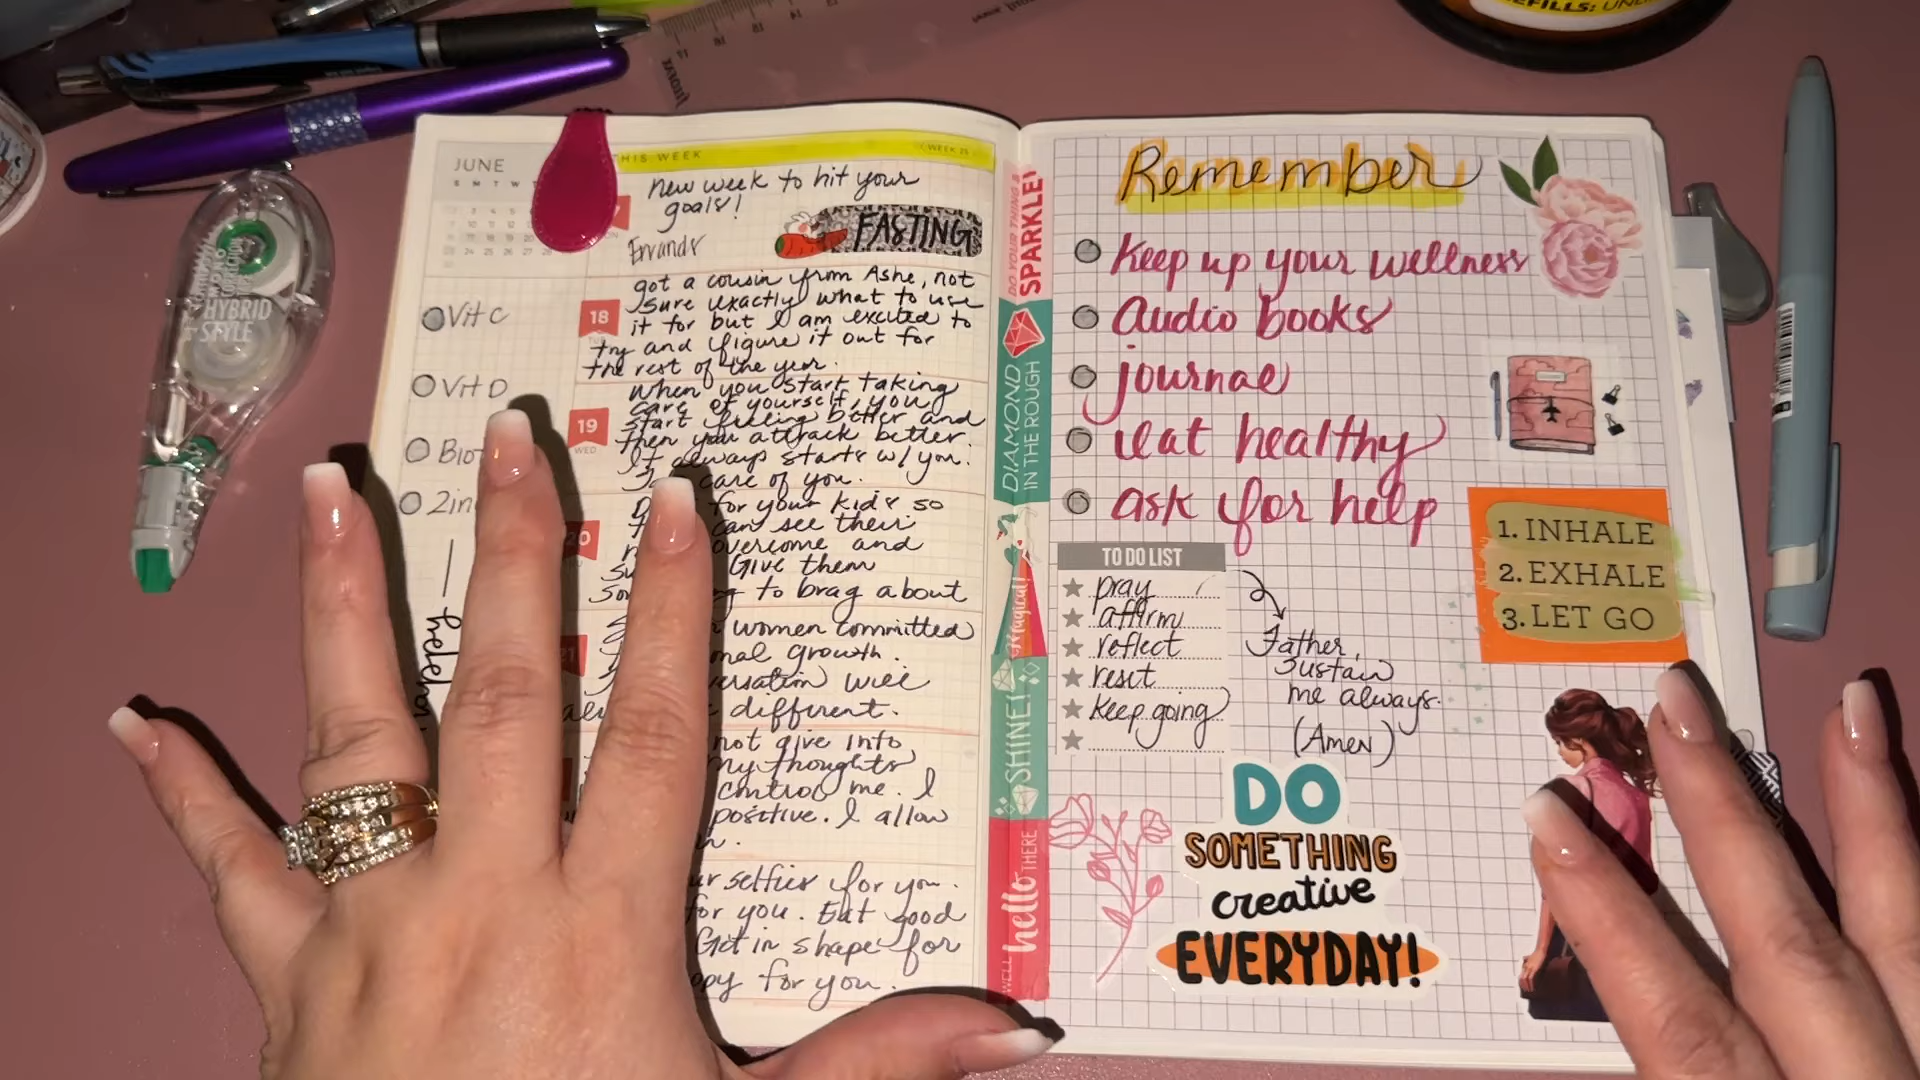 REFILLS:
HYBRID
STYLE
JUNE
S M T W
THIS WEEK
WEEK 25
new week to hit your
goals!
Errands
FASTING
18
got a cousin from Ashe, not
sure exactly what to use
it for but I am excited to
try and figure it out for
the rest of the year.
19
WED
when you start taking
care of yourself, you
start feeling better and
then you attrack better.
It always starts w/ you.
care of you.
20
for your kids so
can see their
overcome and
Give them
to brag about
21
women committed
growth.
will
different.
not give into
my thoughts
control me. I
positive. I allow
selfies for you.
for you. Eat good
Get in shape for
for you.
Vit C
Vit D
DO YOUR THING &
SPARKLE!
DIAMOND
IN THE ROUGH
SHINE!
WELL
hello THERE
Remember
Keep up your wellness
Audio books
journal
eat healthy
ask for help
TO DO LIST
pray
affirm
reflect
reset
Keep going
Father,
Sustain
me always.
(Amen)
1. INHALE
2. EXHALE
3. LET GO
DO
SOMETHING
creative
EVERYDAY!